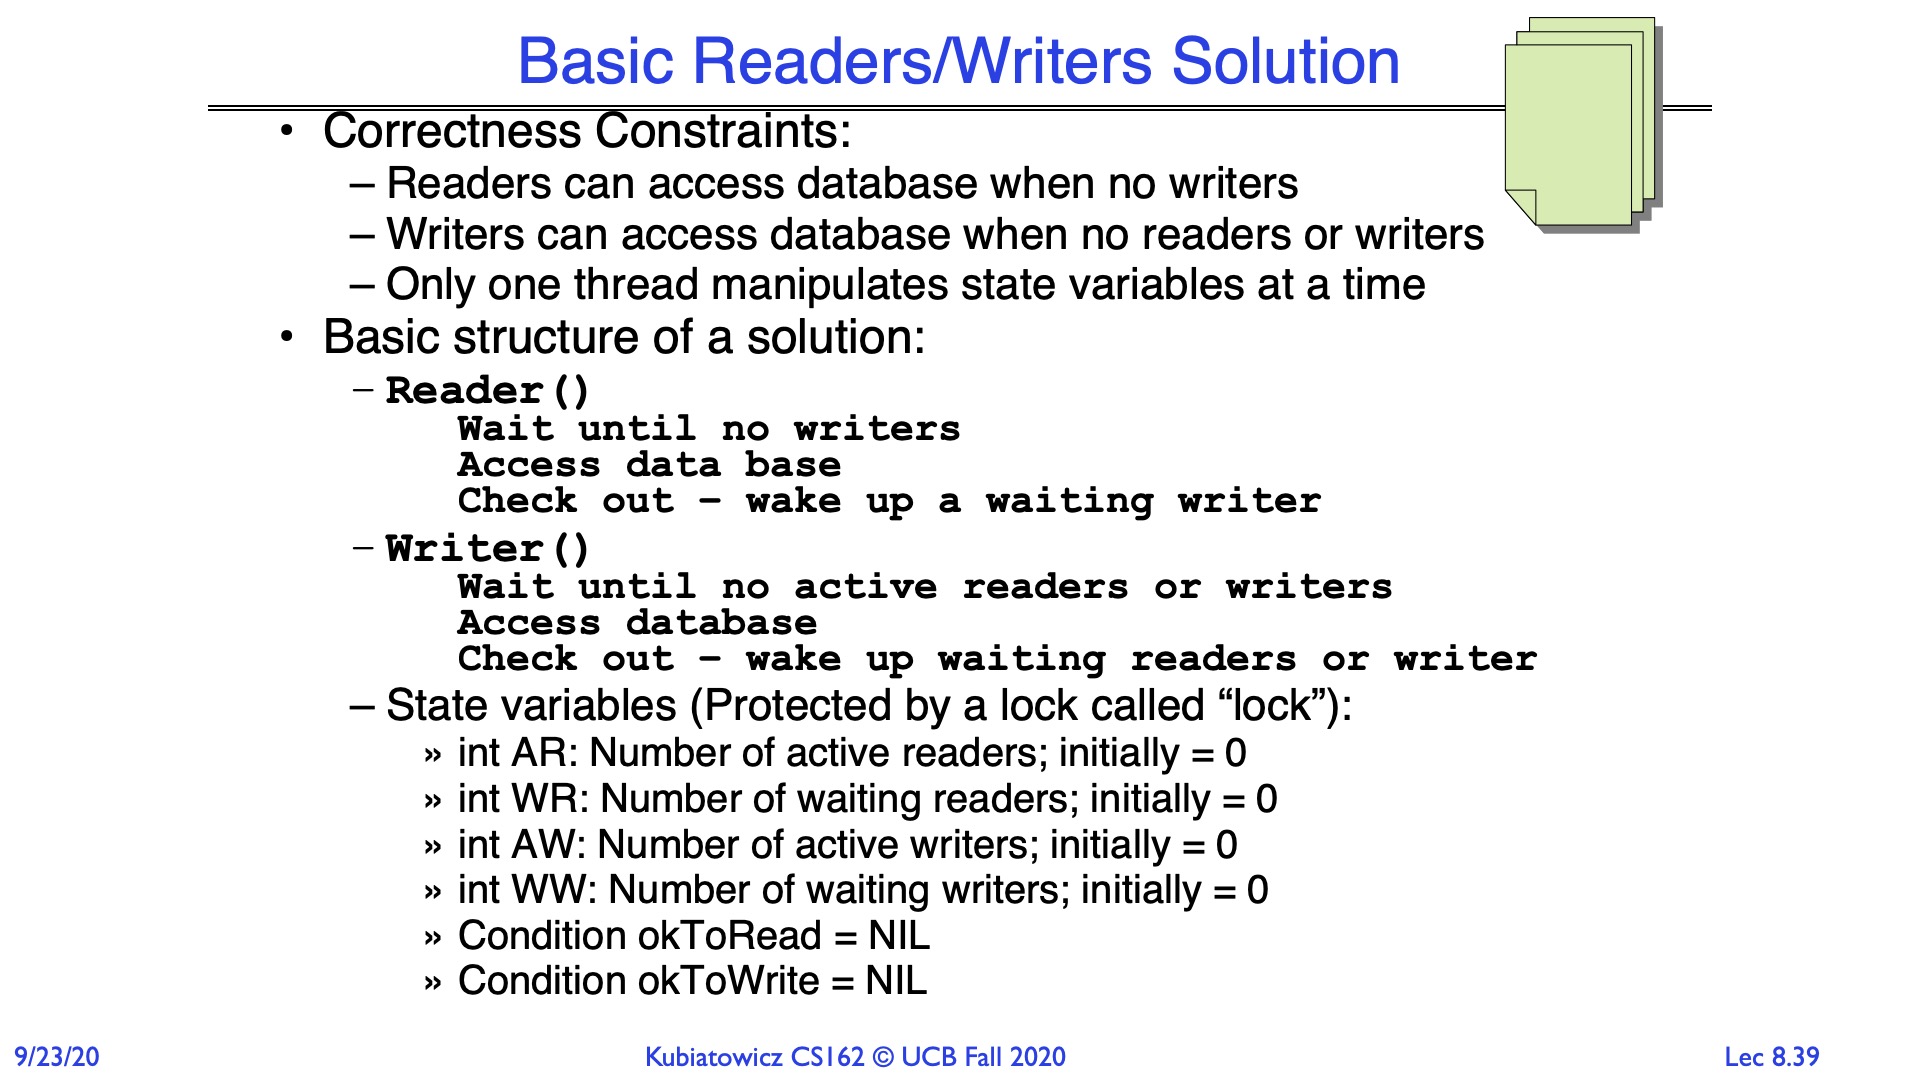 Basic Readers/Writers Solution
• Correctness Constraints:
– Readers can access database when no writers
– Writers can access database when no readers or writers
– Only one thread manipulates state variables at a time
• Basic structure of a solution:
– Reader()
Wait until no writers
Access data base
Check out – wake up a waiting writer
– Writer()
Wait until no active readers or writers
Access database
Check out – wake up waiting readers or writer
– State variables (Protected by a lock called “lock”):
» int AR: Number of active readers; initially = 0
» int WR: Number of waiting readers; initially = 0
» int AW: Number of active writers; initially = 0
» int WW: Number of waiting writers; initially = 0
» Condition okToRead = NIL
» Condition okToWrite = NIL
9/23/20
Kubiatowicz CS162 © UCB Fall 2020
Lec 8.39